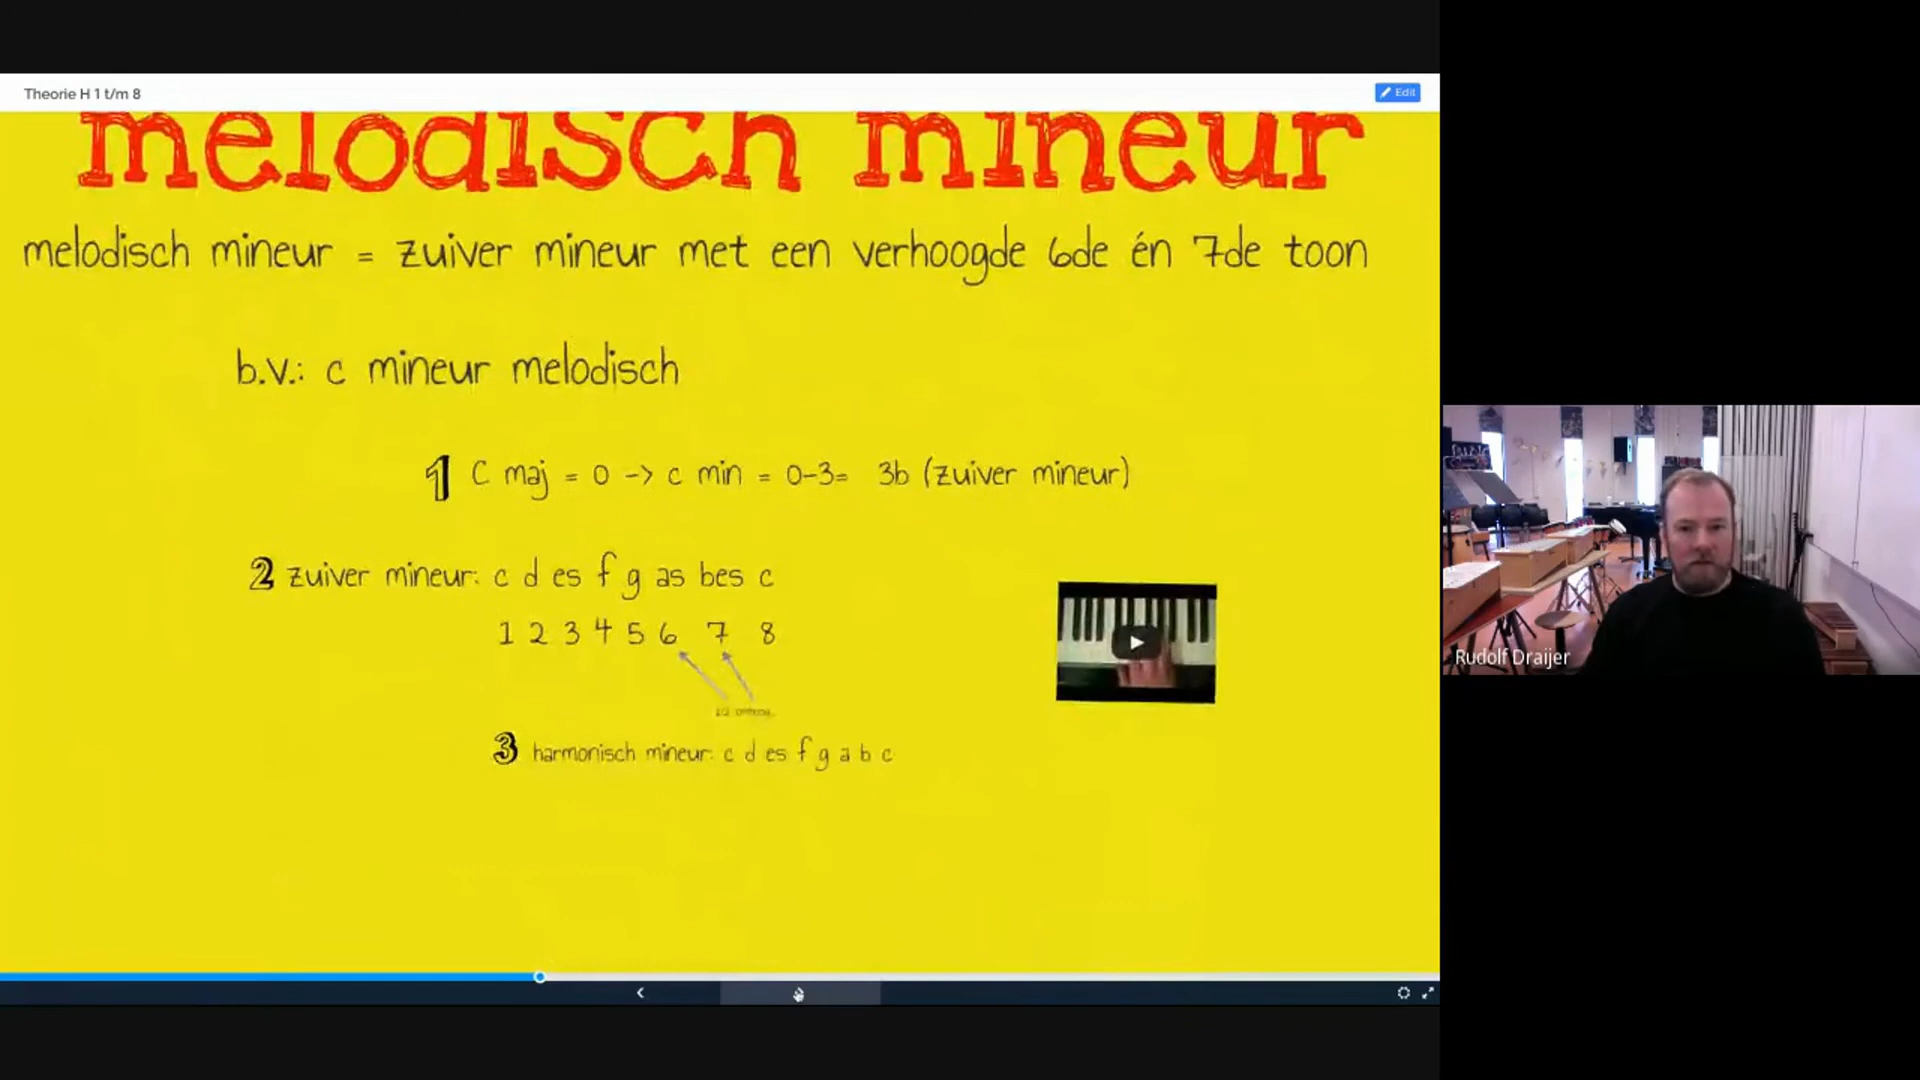 Theorie H 1 t/m 8
Edit
melodisch mineur
melodisch mineur = zuiver mineur met een verhoogde 6de én 7de toon
b.v.: c mineur melodisch
1 C maj = 0 -> c min = 0-3= 3b (zuiver mineur)
2 zuiver mineur: c d es f g as bes c
1 2 3 4 5 6 7 8
3 harmonisch mineur: c d es f g a b c
Rudolf Draijer